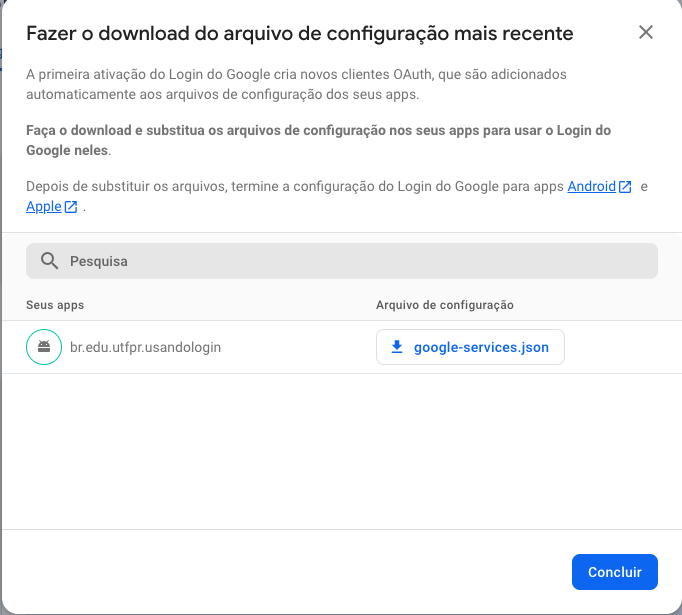 Fazer o download do arquivo de configuração mais recente
A primeira ativação do Login do Google cria novos clientes OAuth, que são adicionados
automaticamente aos arquivos de configuração dos seus apps.
Faça o download e substitua os arquivos de configuração nos seus apps para usar o Login do
Google neles.
Depois de substituir os arquivos, termine a configuração do Login do Google para apps Android e
Apple .
Pesquisa
Seus apps Arquivo de configuração
br.edu.utfpr.usandologin google-services.json
Concluir